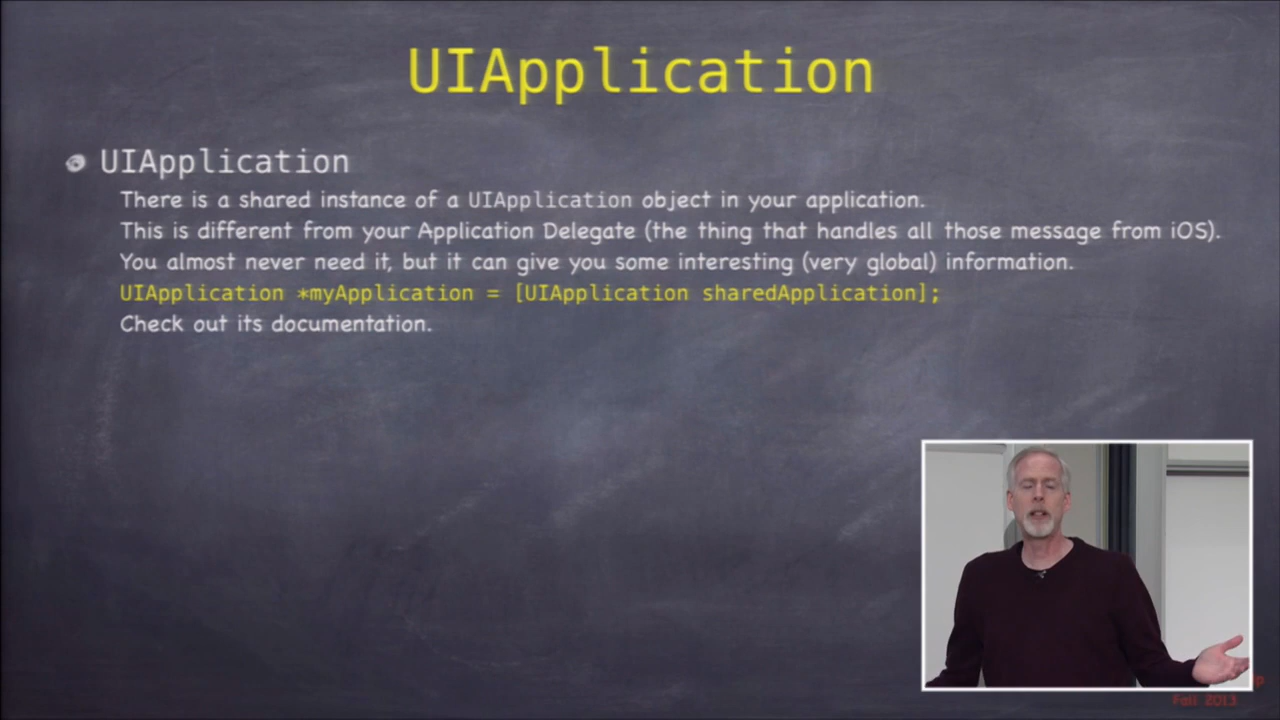 UIApplication
UIApplication
There is a shared instance of a UIApplication object in your application.
This is different from your Application Delegate (the thing that handles all those message from iOS).
You almost never need it, but it can give you some interesting (very global) information.
UIApplication *myApplication = [UIApplication sharedApplication];
Check out its documentation.
Fall 2013